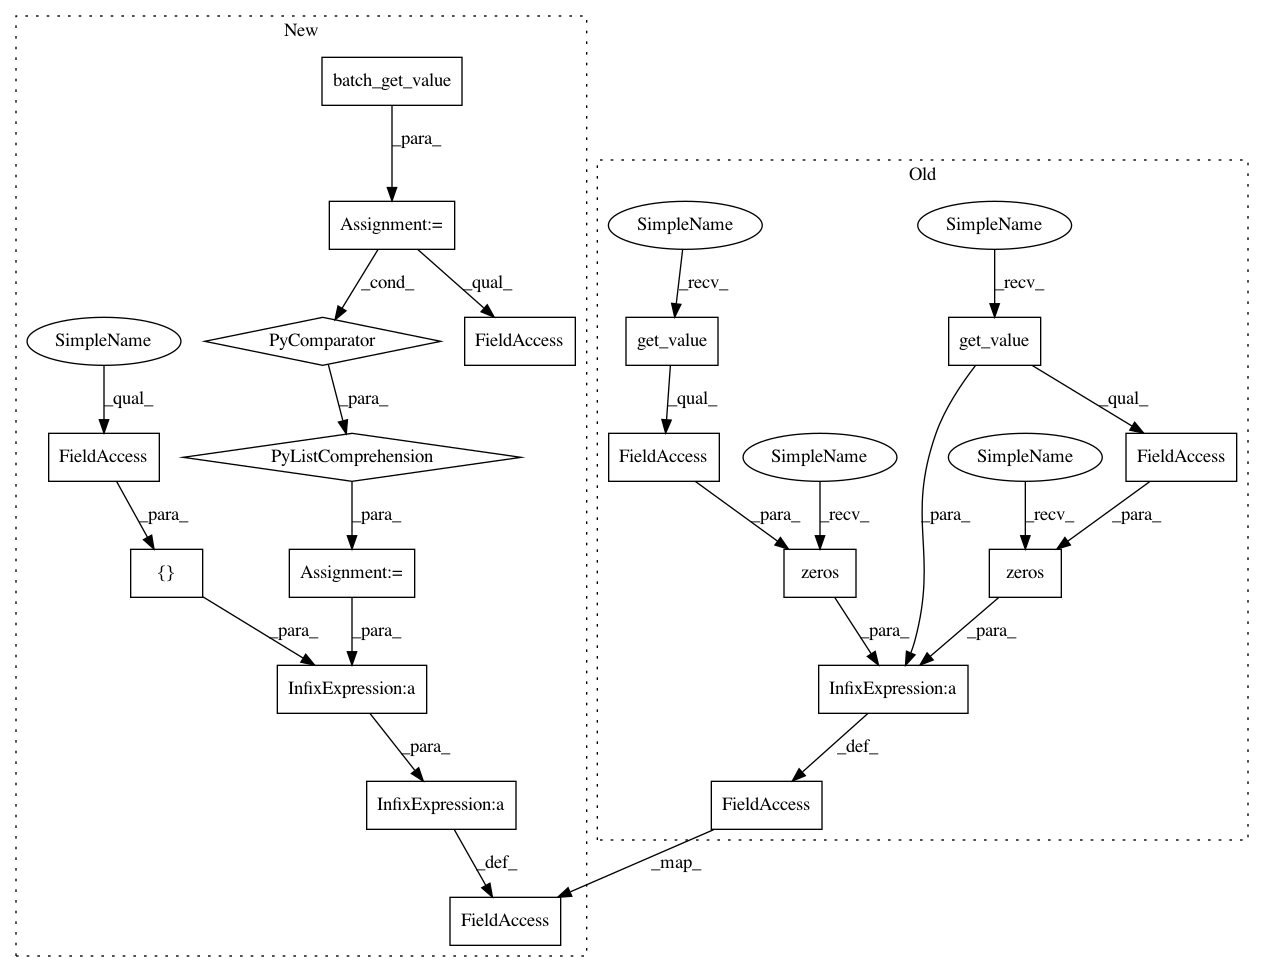 New
batch_get_value
_para_
Old
SimpleName
SimpleName
Assignment:=
_cond_
_qual_
_recv_
_recv_
SimpleName
PyComparator
FieldAccess
get_value
get_value
_qual_
_para_
_qual_
_qual_
FieldAccess
PyListComprehension
FieldAccess
SimpleName
SimpleName
FieldAccess
_para_
_para_
_para_
_recv_
_para_
_recv_
_para_
{}
Assignment:=
zeros
zeros
_para_
_para_
_para_
_para_
InfixExpression:a
InfixExpression:a
_para_
_def_
InfixExpression:a
FieldAccess
_def_
_map_
FieldAccess